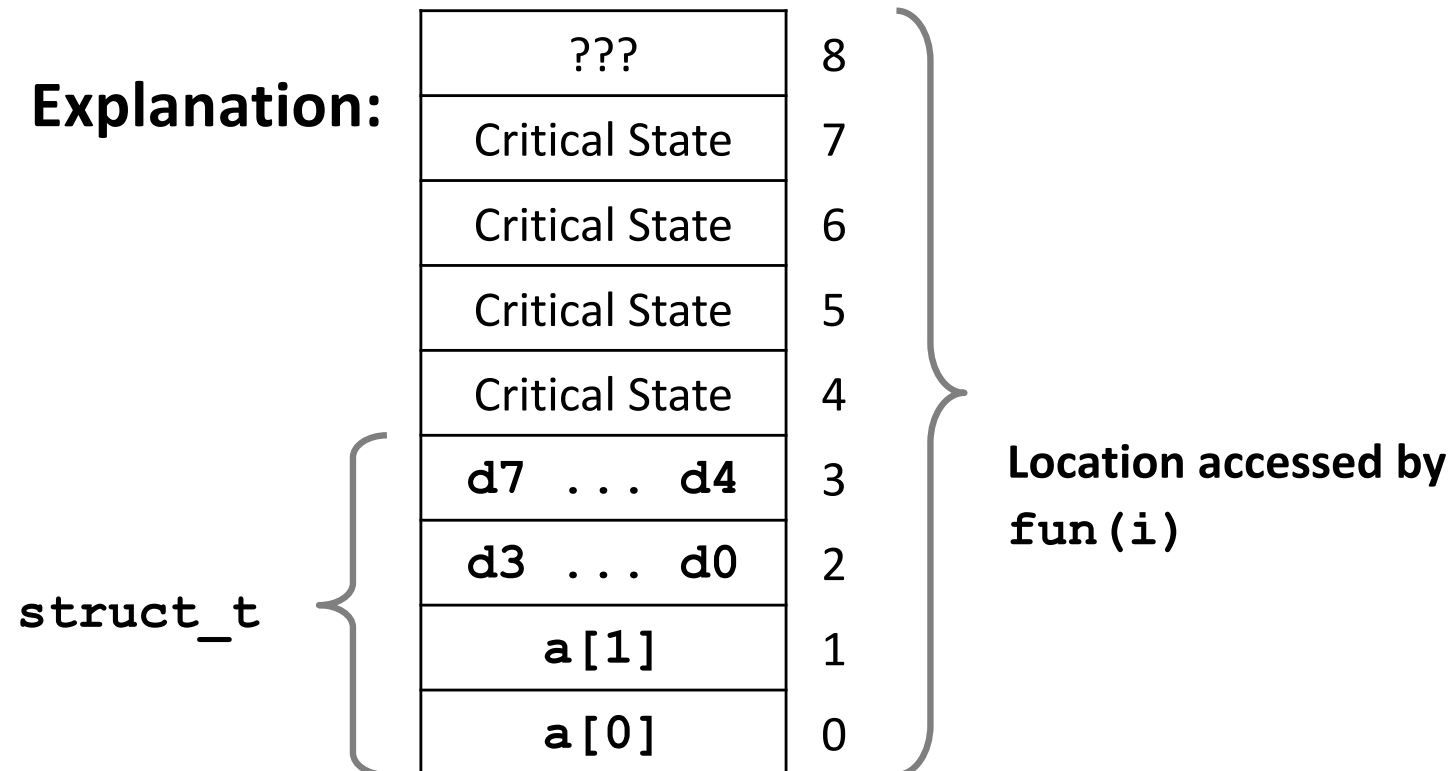 Explanation:
??? 8
Critical State 7
Critical State 6
Critical State 5
Critical State 4
d7 ... d4 3
d3 ... d0 2
a[1] 1
a[0] 0
struct_t
Location accessed by
fun(i)